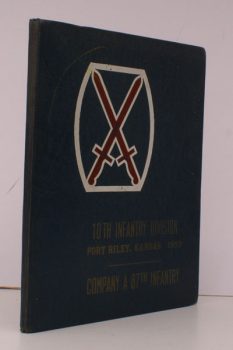 10TH INFANTRY DIVISION
FORT RILEY, KANSAS 1953
COMPANY A 87TH INFANTRY